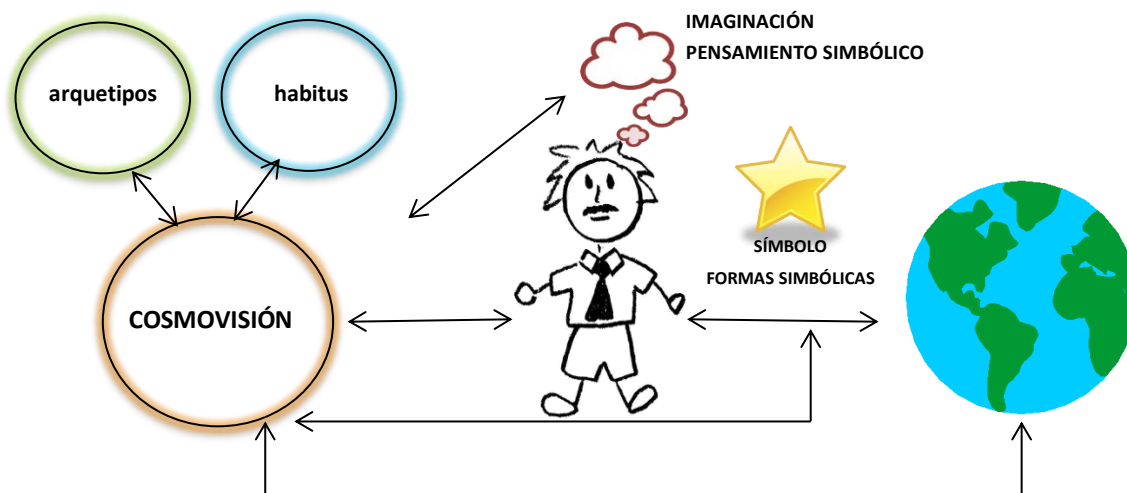 IMAGINACIÓN
PENSAMIENTO SIMBÓLICO
arquetipos
habitus
SÍMBOLO
FORMAS SIMBÓLICAS
COSMOVISIÓN